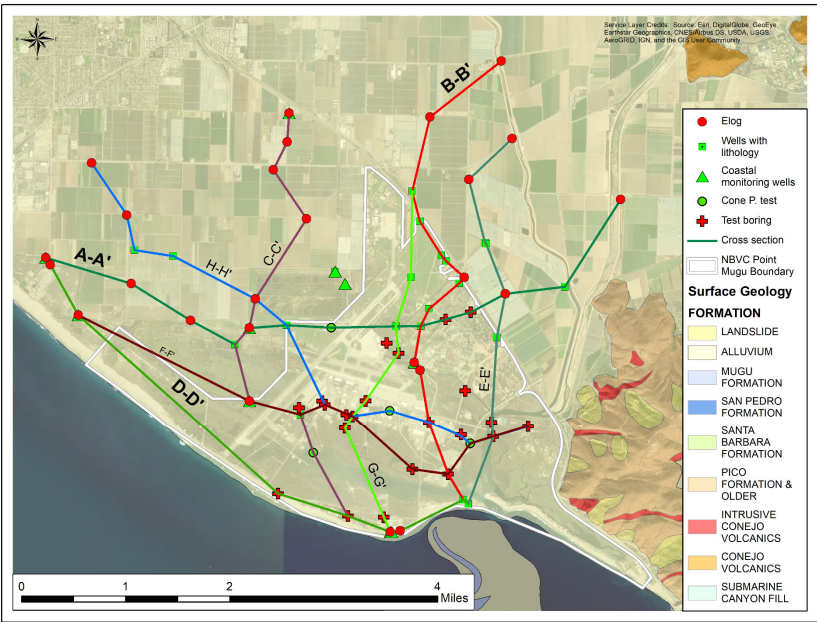 Service Layer Credits: Source: Esri, DigitalGlobe, GeoEye,
Earthstar Geographics, CNES/Airbus DS, USDA, USGS,
AeroGRID, IGN, and the GIS User Community
N
E
S
W
B-B'
A-A'
H-H'
C-C'
F-F'
D-D'
E-E'
G-G'
Elog
Wells with
lithology
Coastal
monitoring wells
Cone P. test
Test boring
Cross section
NBVC Point
Mugu Boundary
Surface Geology
FORMATION
LANDSLIDE
ALLUVIUM
MUGU
FORMATION
SAN PEDRO
FORMATION
SANTA
BARBARA
FORMATION
PICO
FORMATION &
OLDER
INTRUSIVE
CONEJO
VOLCANICS
CONEJO
VOLCANICS
SUBMARINE
CANYON FILL
0 1 2 4
Miles